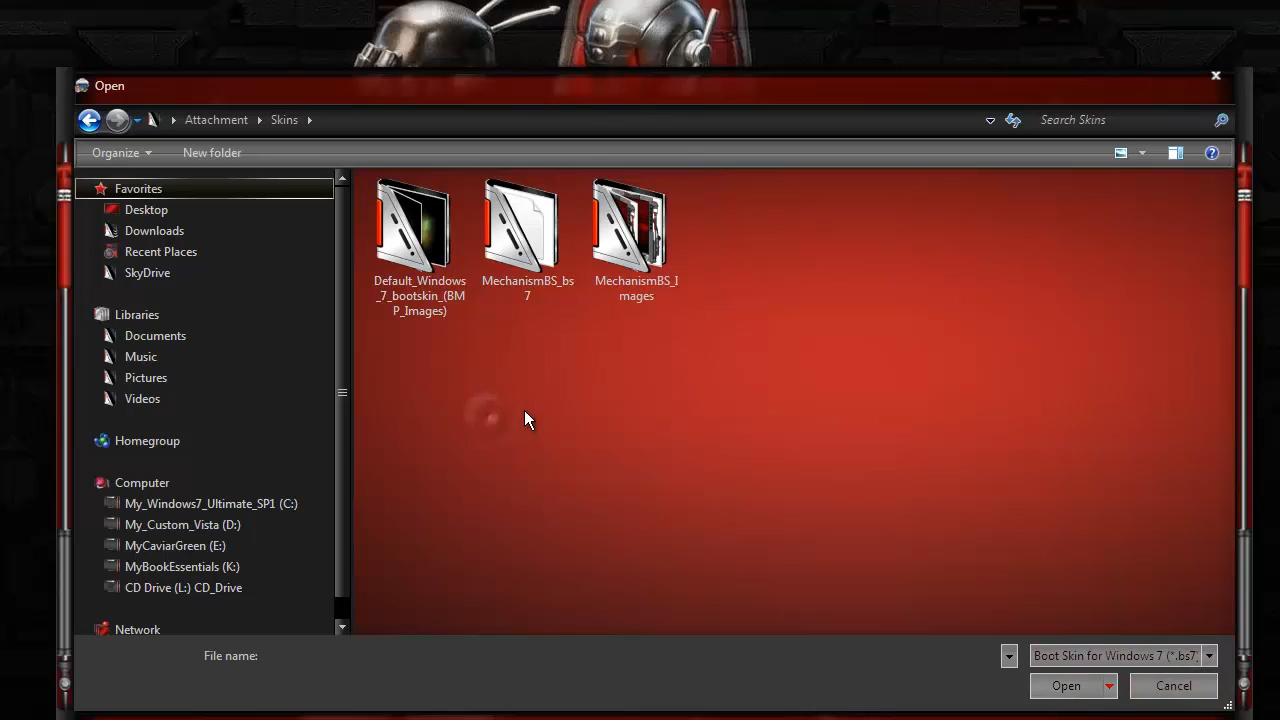 Open
Attachment
Skins
Search Skins
Organize
New folder
Favorites
Desktop
Downloads
Recent Places
SkyDrive
Libraries
Documents
Music
Pictures
Videos
Homegroup
Computer
My_Windows7_Ultimate_SP1 (C:)
My_Custom_Vista (D:)
MyCaviarGreen (E:)
MyBookEssentials (K:)
CD Drive (L:) CD_Drive
Network
Default_Windows
_7_bootskin_(BM
P_Images)
MechanismBS_bs
7
MechanismBS_I
mages
File name:
Boot Skin for Windows 7 (*.bs7
Open
Cancel